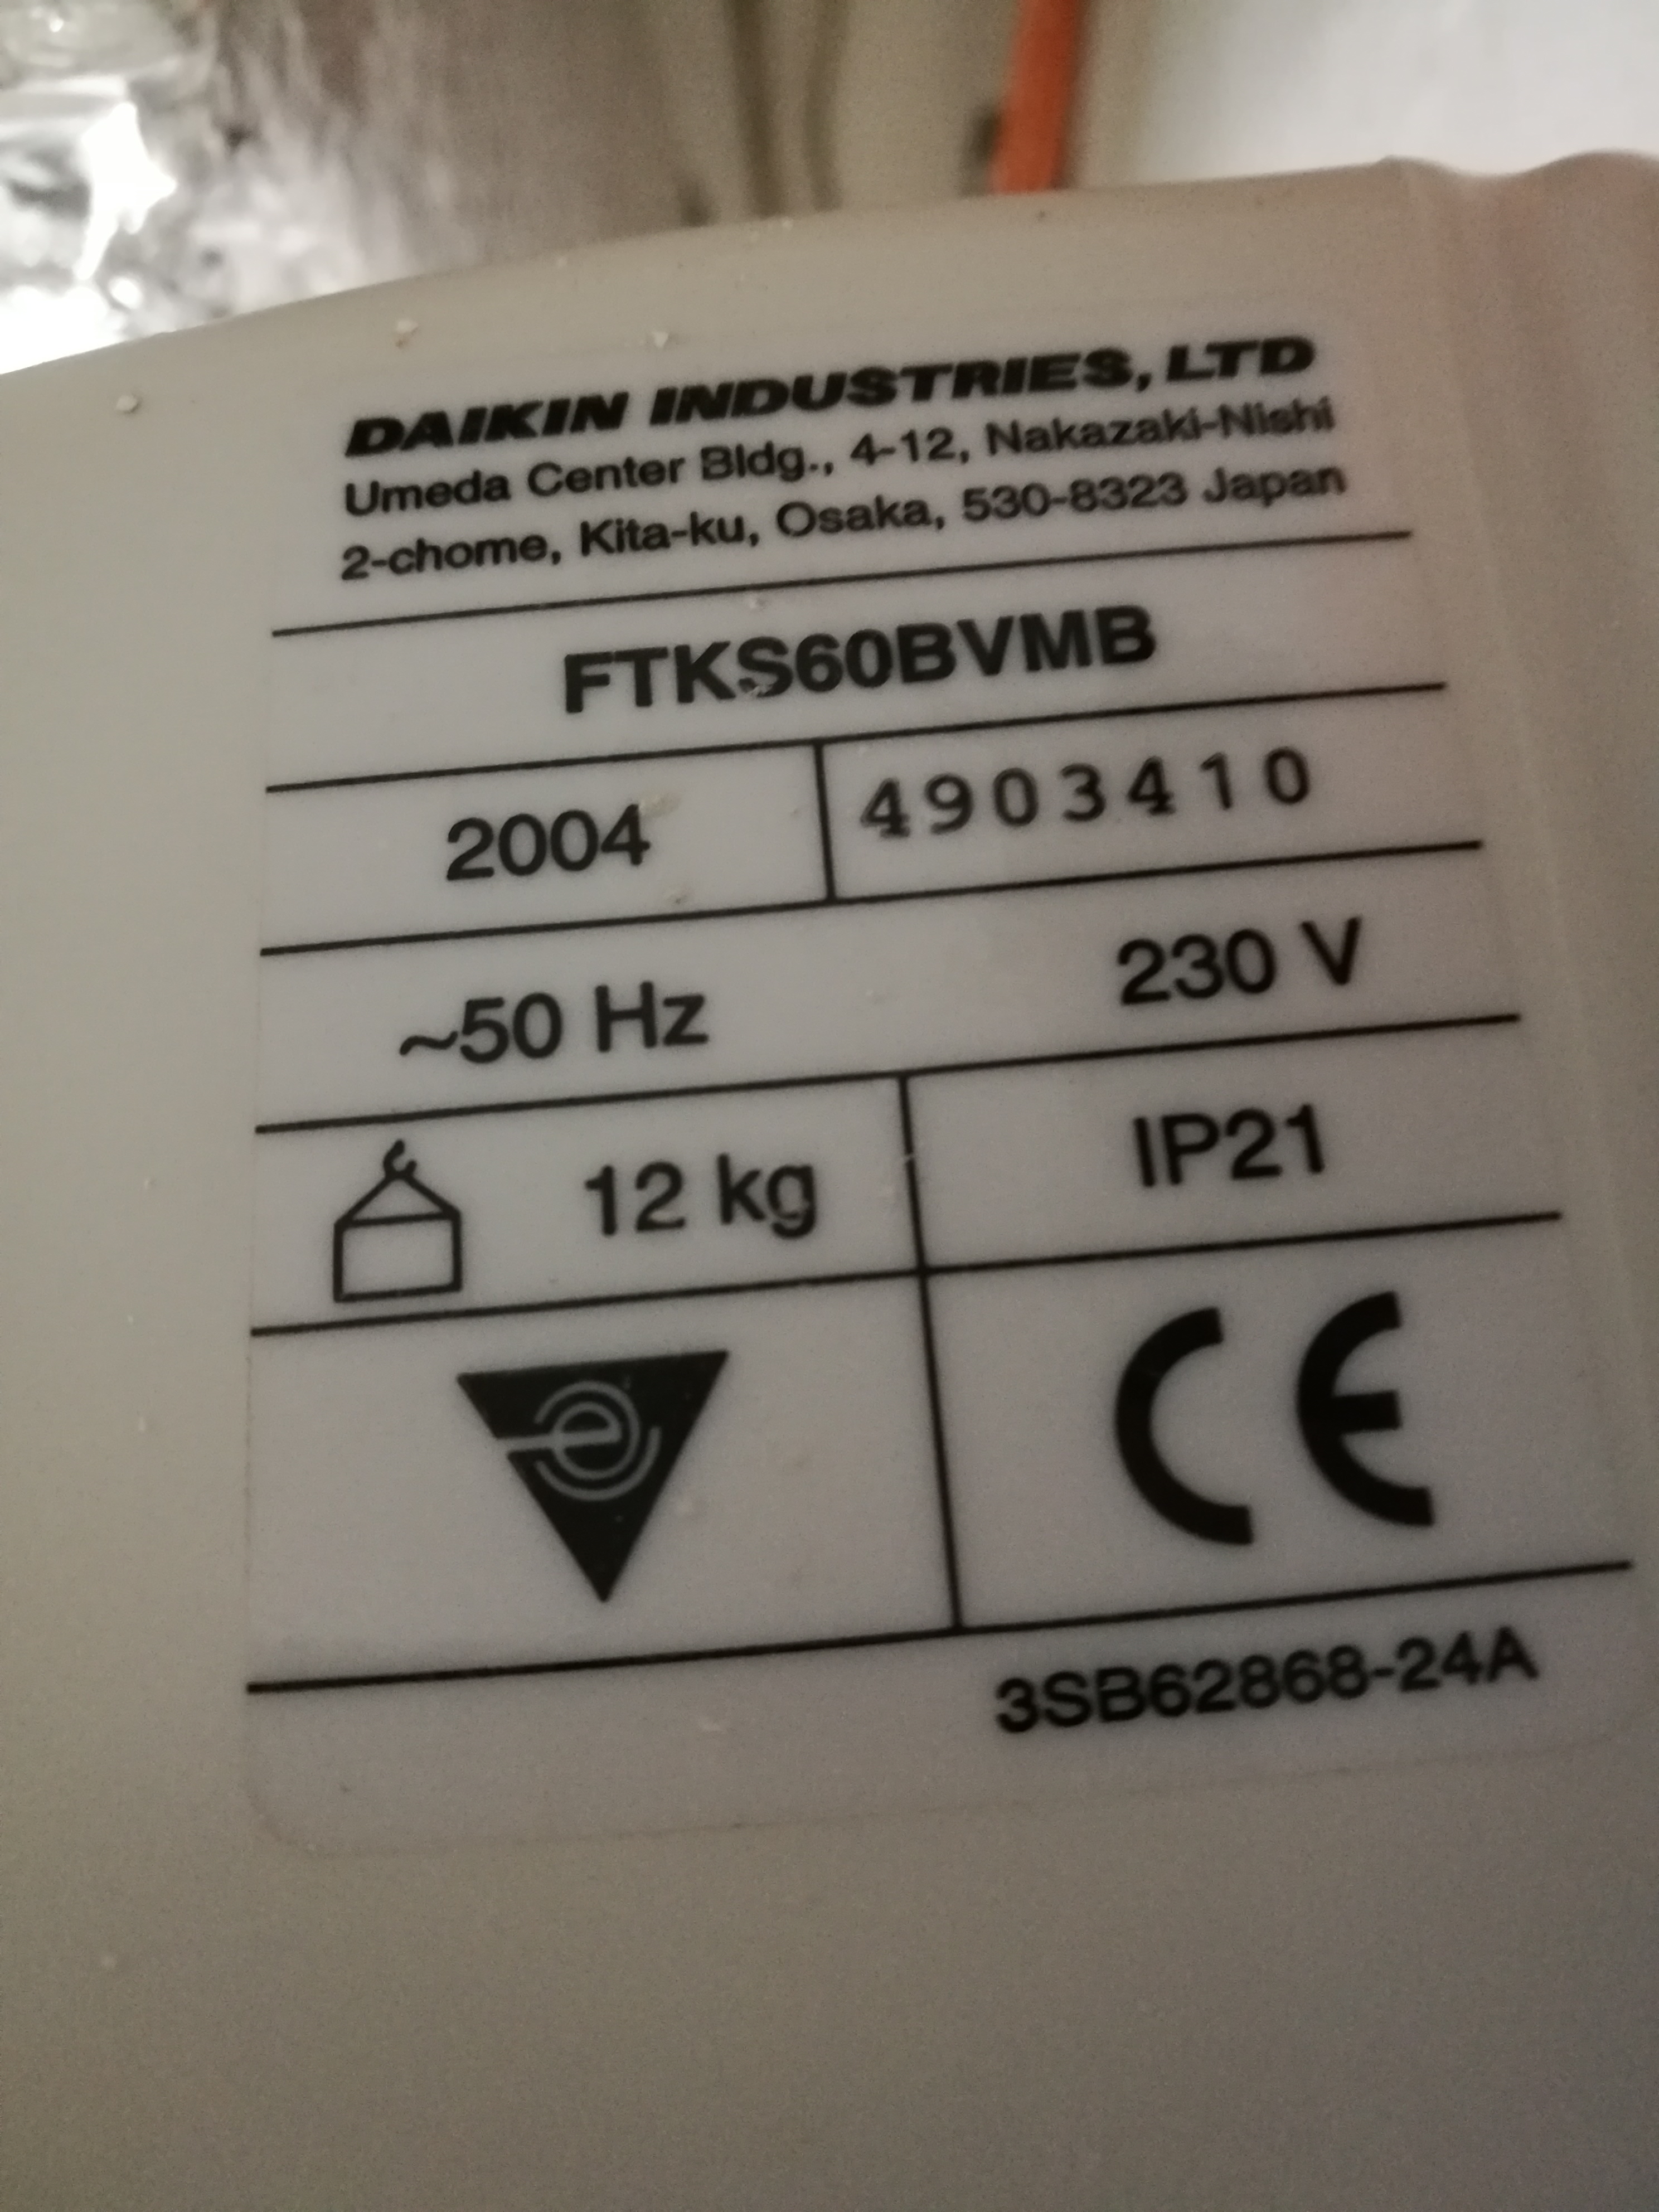 DAIKIN INDUSTRIES, LTD
Umeda Center Bldg., 4-12, Nakazaki-Nishi
2-chome, Kita-ku, Osaka, 530-8323 Japan
FTKS60BVMB
2004 4903410
~50 Hz 230 V
12 kg IP21
e CE
3SB62868-24A